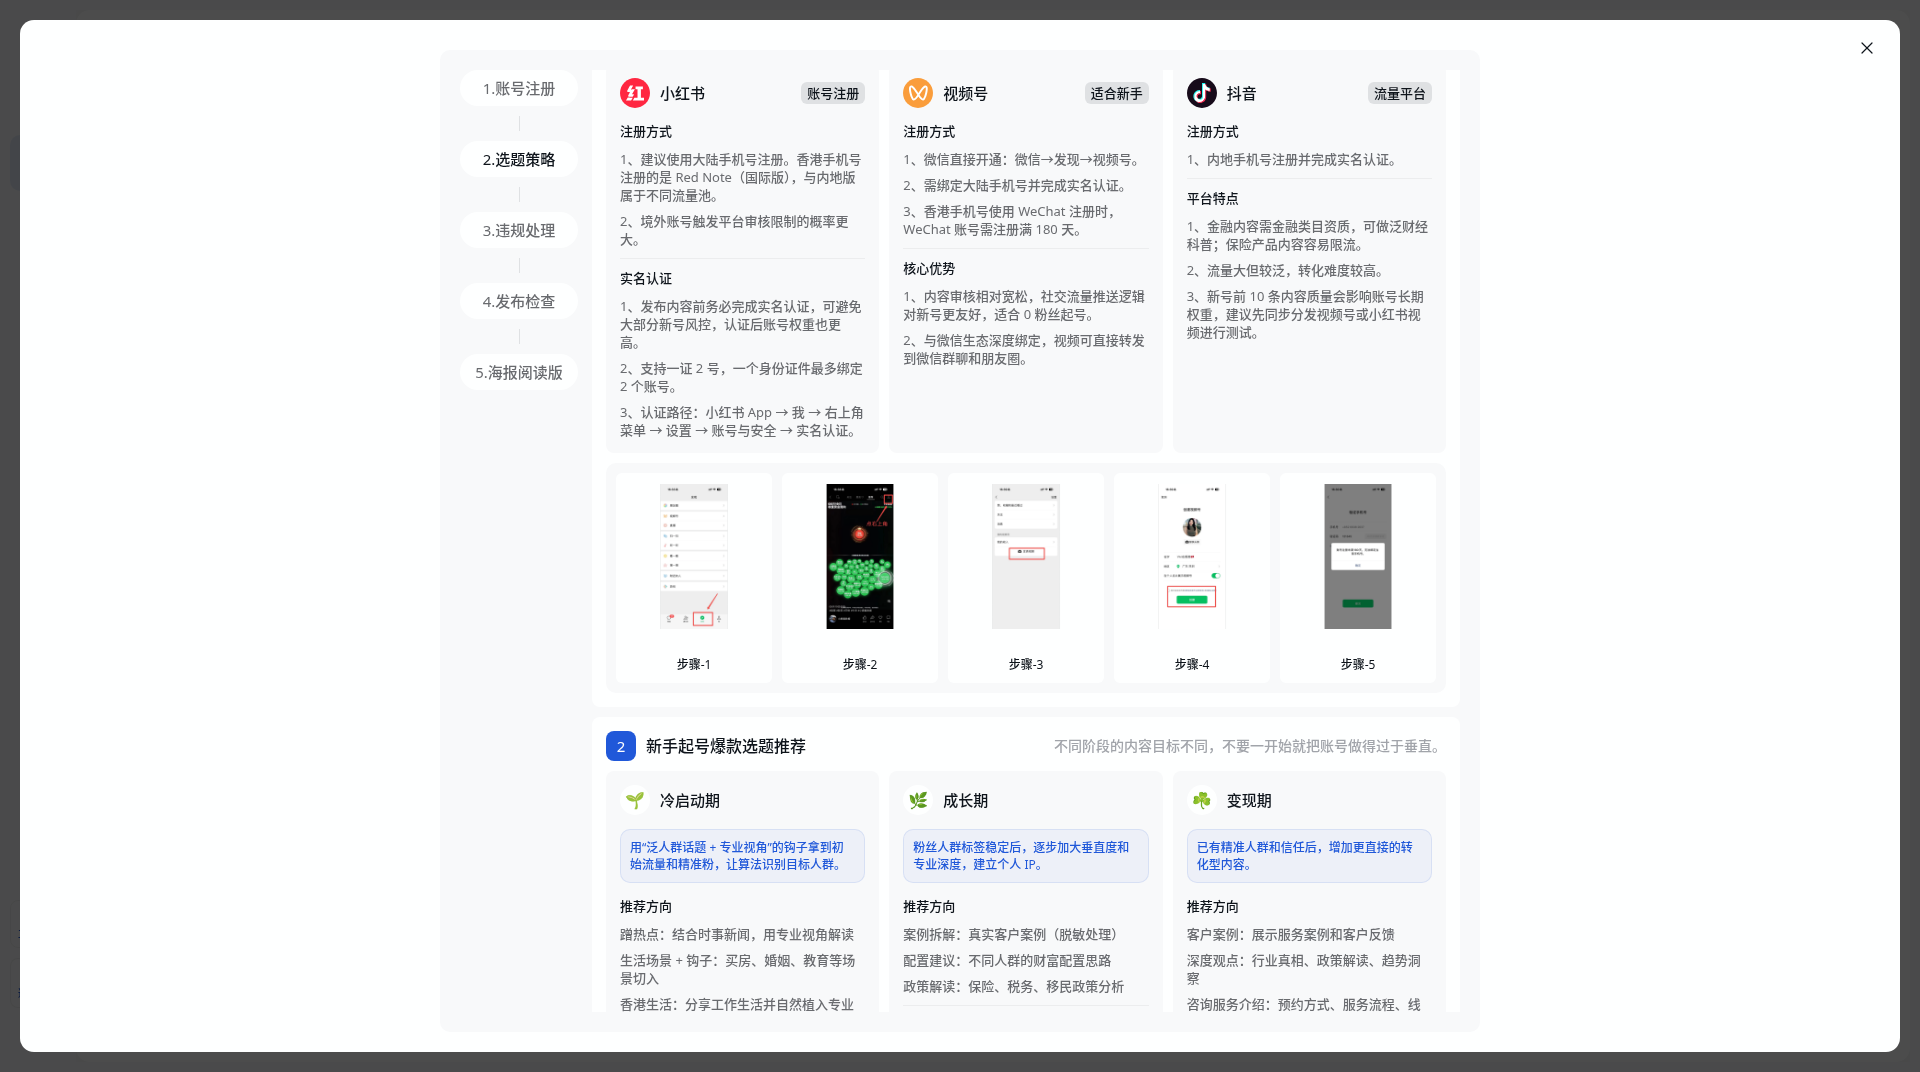 1.账号注册
2.选题策略
3.违规处理
4.发布检查
5.海报阅读版
小红书
账号注册
注册方式
1、建议使用大陆手机号注册。香港手机号
注册的是 Red Note（国际版），与内地版
属于不同流量池。
2、境外账号触发平台审核限制的概率更
大。
实名认证
1、发布内容前务必完成实名认证，可避免
大部分新号风控，认证后账号权重也更
高。
2、支持一证 2 号，一个身份证件最多绑定
2 个账号。
3、认证路径：小红书 App → 我 → 右上角
菜单 → 设置 → 账号与安全 → 实名认证。
视频号
适合新手
注册方式
1、微信直接开通：微信→发现→视频号。
2、需绑定大陆手机号并完成实名认证。
3、香港手机号使用 WeChat 注册时，
WeChat 账号需注册满 180 天。
核心优势
1、内容审核相对宽松，社交流量推送逻辑
对新号更友好，适合 0 粉丝起号。
2、与微信生态深度绑定，视频可直接转发
到微信群聊和朋友圈。
抖音
流量平台
注册方式
1、内地手机号注册并完成实名认证。
平台特点
1、金融内容需金融类目资质，可做泛财经
科普；保险产品内容容易限流。
2、流量大但较泛，转化难度较高。
3、新号前 10 条内容质量会影响账号长期
权重，建议先同步分发视频号或小红书视
频进行测试。
步骤-1
步骤-2
步骤-3
步骤-4
步骤-5
2
新手起号爆款选题推荐
不同阶段的内容目标不同，不要一开始就把账号做得过于垂直。
冷启动期
用“泛人群话题 + 专业视角”的钩子拿到初
始流量和精准粉，让算法识别目标人群。
推荐方向
蹭热点：结合时事新闻，用专业视角解读
生活场景 + 钩子：买房、婚姻、教育等场
景切入
香港生活：分享工作生活并自然植入专业
成长期
粉丝人群标签稳定后，逐步加大垂直度和
专业深度，建立个人 IP。
推荐方向
案例拆解：真实客户案例（脱敏处理）
配置建议：不同人群的财富配置思路
政策解读：保险、税务、移民政策分析
变现期
已有精准人群和信任后，增加更直接的转
化型内容。
推荐方向
客户案例：展示服务案例和客户反馈
深度观点：行业真相、政策解读、趋势洞
察
咨询服务介绍：预约方式、服务流程、线